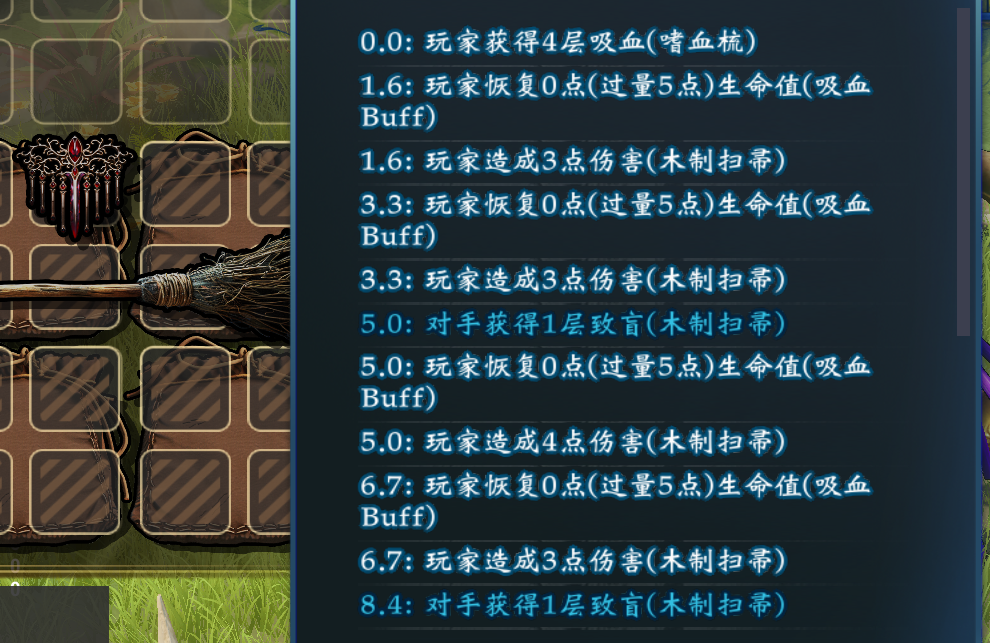 0.0: 玩家获得4层吸血(嗜血梳)
1.6: 玩家恢复0点(过量5点)生命值(吸血
Buff)
1.6: 玩家造成3点伤害(木制扫帚)
3.3: 玩家恢复0点(过量5点)生命值(吸血
Buff)
3.3: 玩家造成3点伤害(木制扫帚)
5.0: 对手获得1层致盲(木制扫帚)
5.0: 玩家恢复0点(过量5点)生命值(吸血
Buff)
5.0: 玩家造成4点伤害(木制扫帚)
6.7: 玩家恢复0点(过量5点)生命值(吸血
Buff)
6.7: 玩家造成3点伤害(木制扫帚)
8.4: 对手获得1层致盲(木制扫帚)